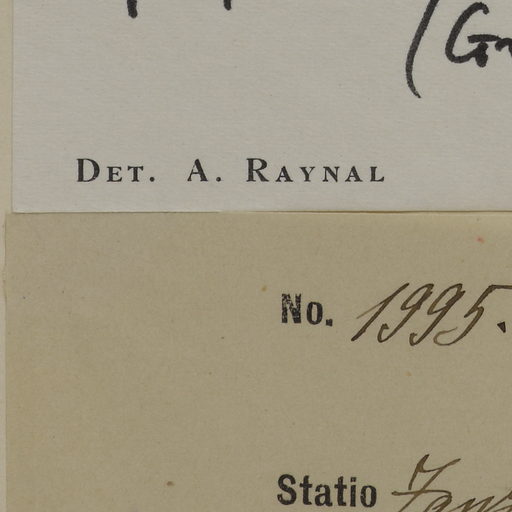 (G
DET. A. RAYNAL
No. 1995.
Statio